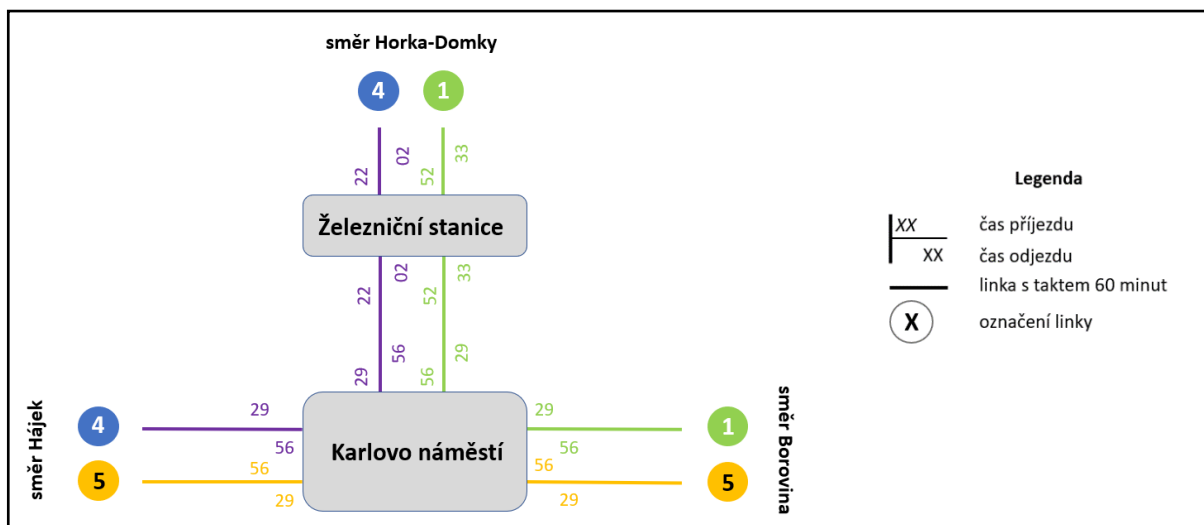 směr Horka-Domky
4 1
22 02 52 33
Železniční stanice
22 02 52 33
29 56 56 29
Legenda
XX čas příjezdu
XX čas odjezdu
linka s taktem 60 minut
X označení linky
směr Hájek
4 29
56
5 56
29
Karlovo náměstí
29 1
56
56 5
29
směr Borovina